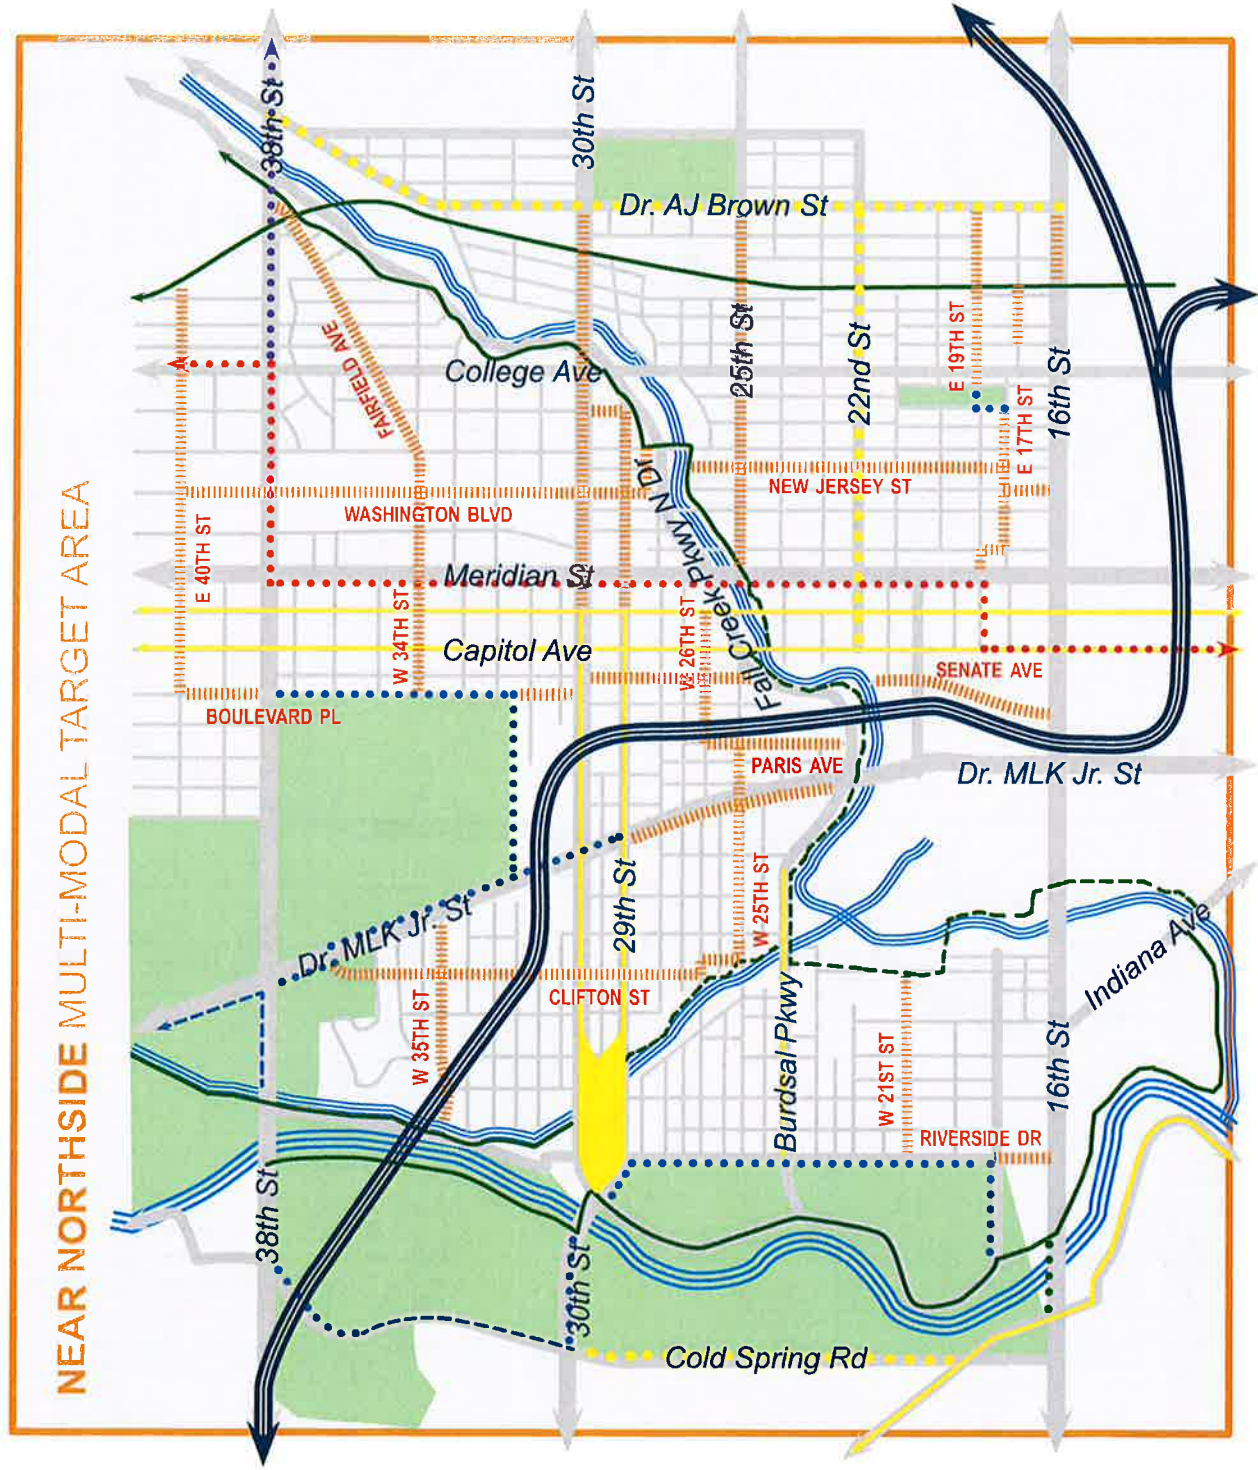 NEAR NORTHSIDE MULTI-MODAL TARGET AREA
38th St
30th St
Dr. AJ Brown St
25th St
22nd St
E 19TH ST
16th St
FAIRFIELD AVE
College Ave
E 17TH ST
NEW JERSEY ST
WASHINGTON BLVD
E 40TH ST
Fall Creek Pkwy N Dr
Meridian St
W 34TH ST
W 26TH ST
Capitol Ave
SENATE AVE
BOULEVARD PL
PARIS AVE
Dr. MLK Jr. St
29th St
W 25TH ST
Dr. MLK Jr. St
Indiana Ave
CLIFTON ST
W 35TH ST
Burdsal Pkwy
W 21ST ST
16th St
RIVERSIDE DR
38th St
30th St
Cold Spring Rd